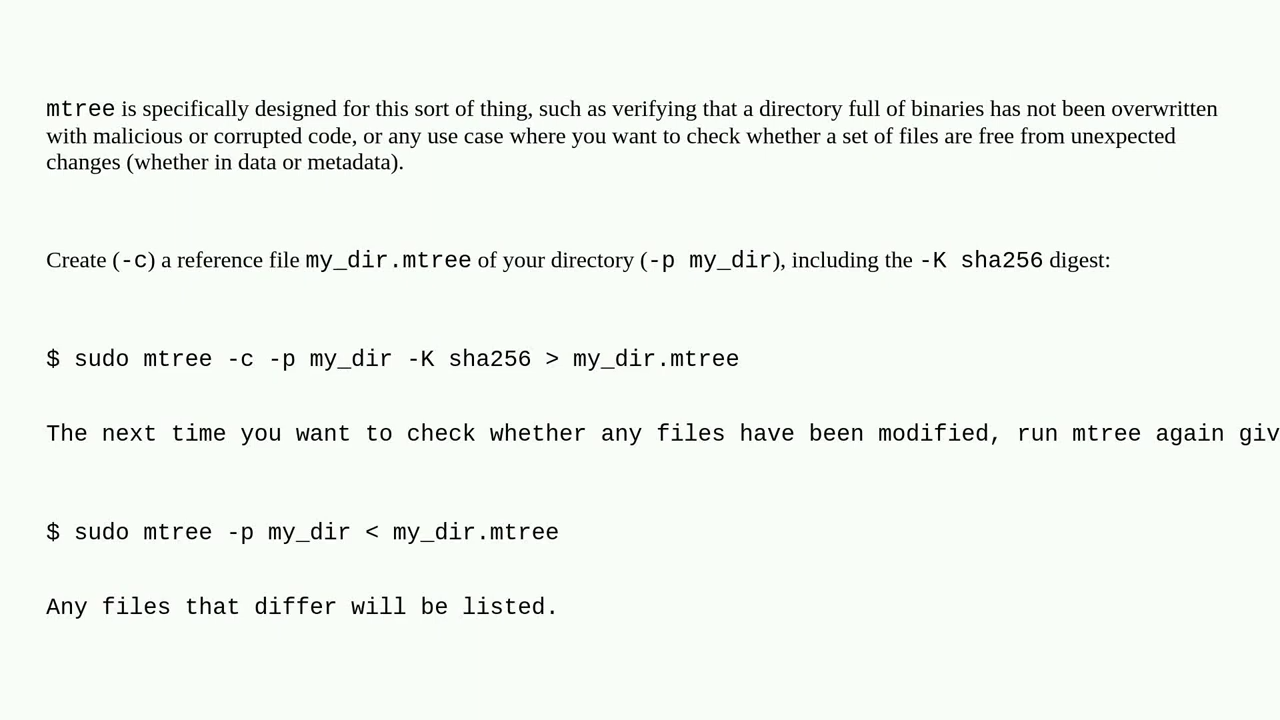 mtree is specifically designed for this sort of thing, such as verifying that a directory full of binaries has not been overwritten
with malicious or corrupted code, or any use case where you want to check whether a set of files are free from unexpected
changes (whether in data or metadata).
Create (-c) a reference file my_dir.mtree of your directory (-p my_dir), including the -K sha256 digest:
$ sudo mtree -c -p my_dir -K sha256 > my_dir.mtree
The next time you want to check whether any files have been modified, run mtree again
$ sudo mtree -p my_dir < my_dir.mtree
Any files that differ will be listed.